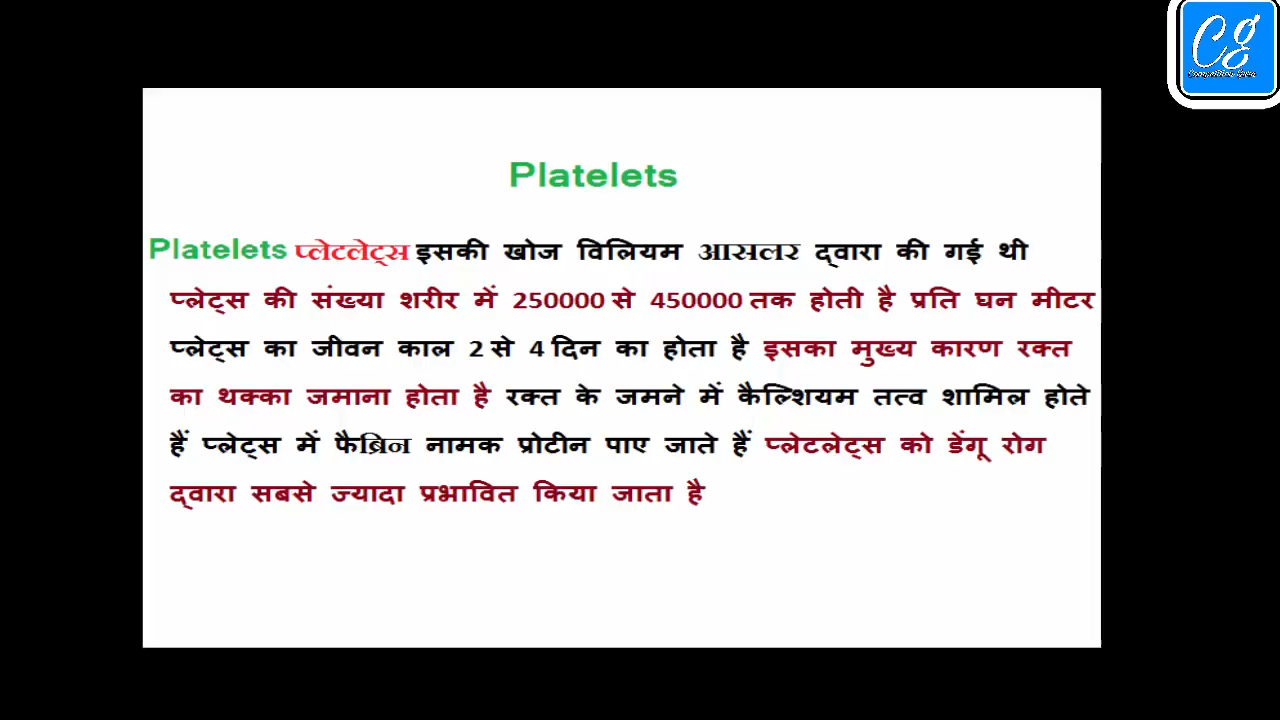 Cg
Platelets
Platelets प्लेटलेट्स इसकी खोज विलियम आसलर द्वारा की गई थी
प्लेट्स की संख्या शरीर में 250000 से 450000 तक होती है प्रति घन मीटर
प्लेट्स का जीवन काल 2 से 4 दिन का होता है इसका मुख्य कारण रक्त
का थक्का जमाना होता है रक्त के जमने में कैल्शियम तत्व शामिल होते
हैं प्लेट्स में फैब्रिन नामक प्रोटीन पाए जाते हैं प्लेटलेट्स को डेंगू रोग
द्वारा सबसे ज्यादा प्रभावित किया जाता है